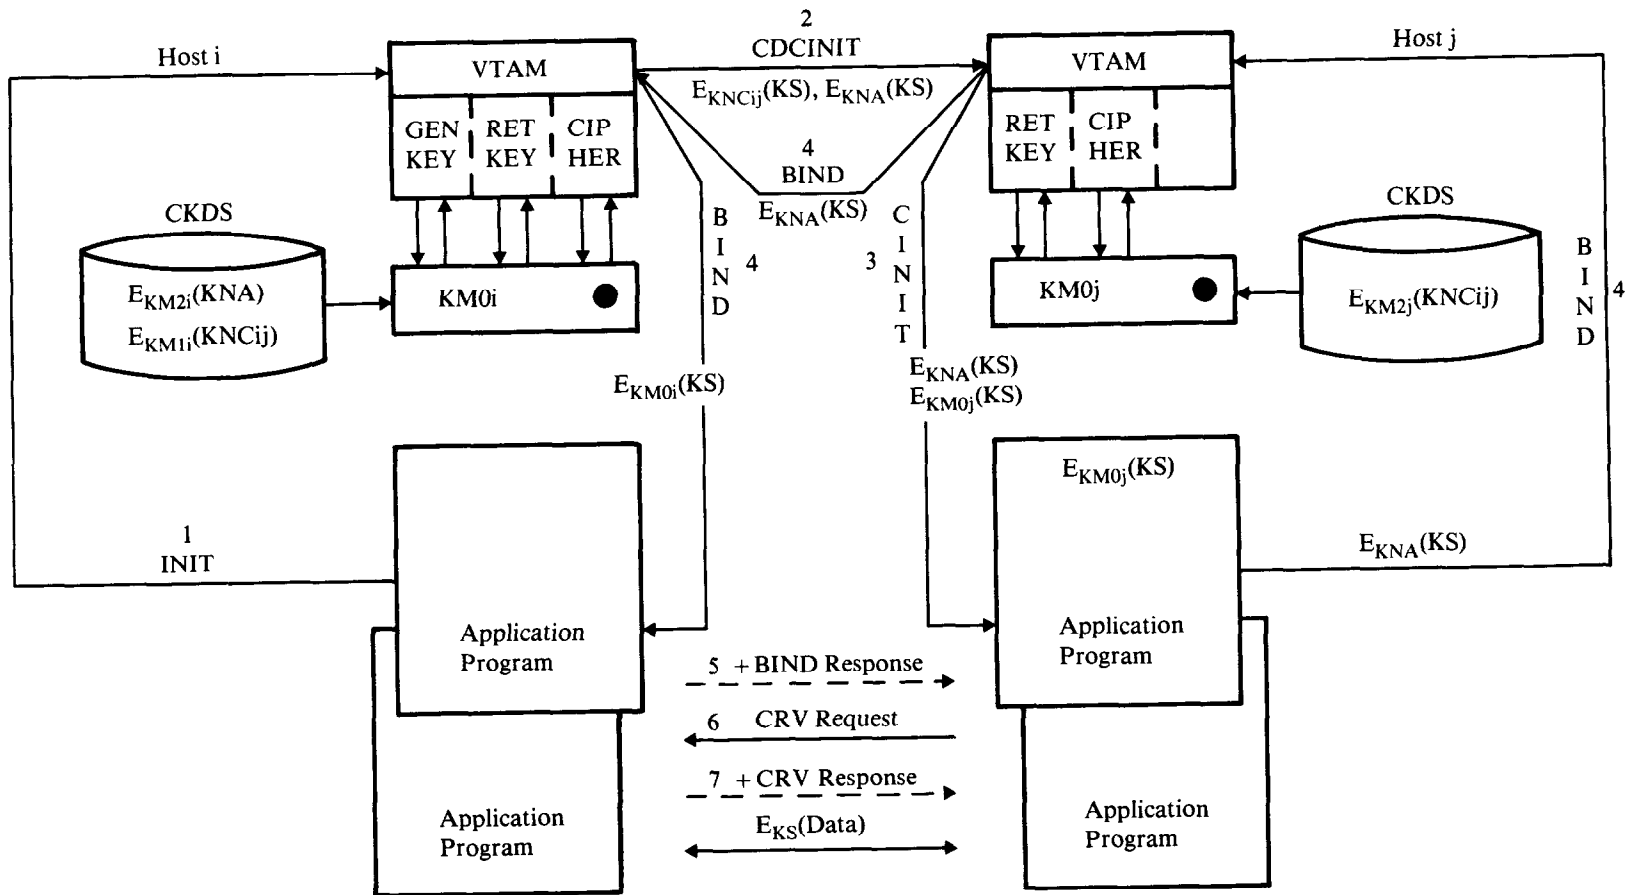 Host i
VTAM
GEN KEY
RET KEY
CIP HER
2
CDCINIT
E_KNCij(KS), E_KNA(KS)
4
BIND
E_KNA(KS)
Host j
VTAM
RET KEY
CIP HER
CKDS
E_KM2i(KNA)
E_KM1i(KNCij)
KM0i
BIND
4
E_KM0i(KS)
3
CINIT
E_KNA(KS)
E_KM0j(KS)
KM0j
CKDS
E_KM2j(KNCij)
BIND
4
1
INIT
Application
Program
Application
Program
E_KM0j(KS)
E_KNA(KS)
Application
Program
Application
Program
5 + BIND Response
6 CRV Request
7 + CRV Response
E_KS(Data)